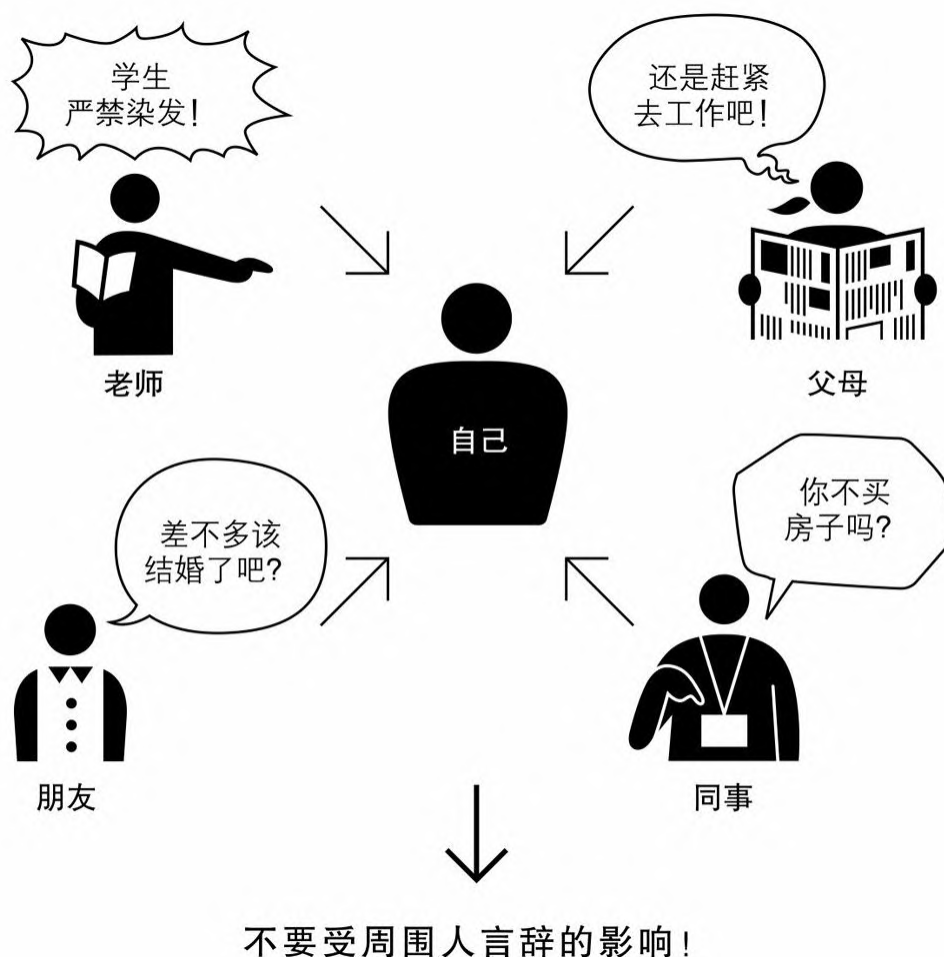 学生
严禁染发！
还是赶紧
去工作吧！
老师
父母
自己
差不多该
结婚了吧？
你不买
房子吗？
朋友
同事
不要受周围人言辞的影响！